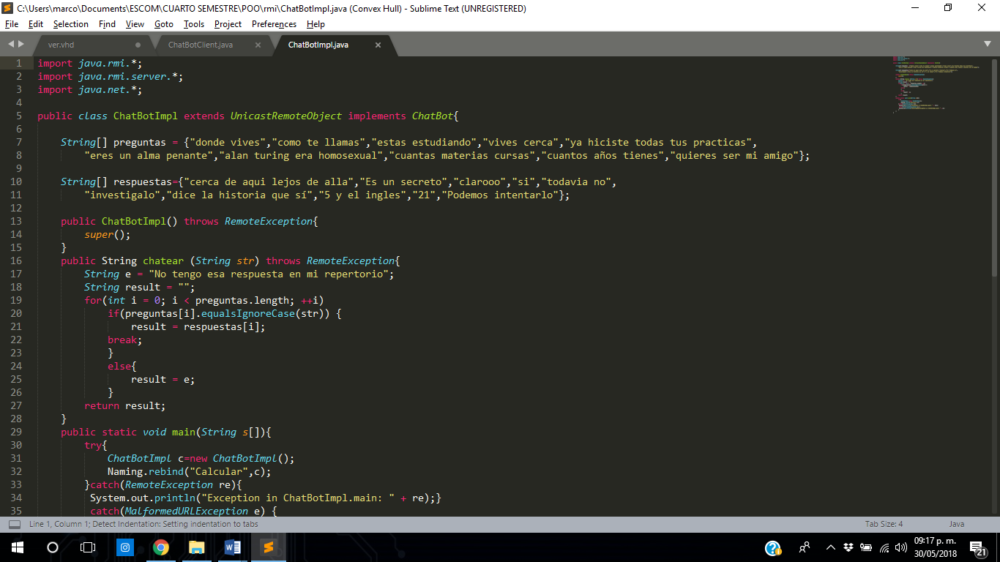 C:\Users\marco\Documents\ESCOM\CUARTO SEMESTRE\POO\rmi\ChatBotImpl.java (Convex Hull) - Sublime Text (UNREGISTERED)
File Edit Selection Find View Goto Tools Project Preferences Help
ver.vhd ChatBotClient.java ChatBotImpl.java
1 import java.rmi.*;
2 import java.rmi.server.*;
3 import java.net.*;
4
5 public class ChatBotImpl extends UnicastRemoteObject implements ChatBot{
6
7 String[] preguntas = {"donde vives","como te llamas","estas estudiando","vives cerca","ya hiciste todas tus practicas",
8 "eres un alma penante","alan turing era homosexual","cuantas materias cursas","cuantos años tienes","quieres ser mi amigo"};
9
10 String[] respuestas={"cerca de aqui lejos de alla","Es un secreto","clarooo","si","todavia no",
11 "investigalo","dice la historia que sí","5 y el ingles","21","Podemos intentarlo"};
12
13 public ChatBotImpl() throws RemoteException{
14 super();
15 }
16 public String chatear (String str) throws RemoteException{
17 String e = "No tengo esa respuesta en mi repertorio";
18 String result = "";
19 for(int i = 0; i < preguntas.length; ++i)
20 if(preguntas[i].equalsIgnoreCase(str)) {
21 result = respuestas[i];
22 break;
23 }
24 else{
25 result = e;
26 }
27 return result;
28 }
29 public static void main(String s[]){
30 try{
31 ChatBotImpl c=new ChatBotImpl();
32 Naming.rebind("Calcular",c);
33 }catch(RemoteException re){
34 System.out.println("Exception in ChatBotImpl.main: " + re);}
35 catch(MalformedURLException e) {
Line 1, Column 1; Detect Indentation: Setting indentation to tabs Tab Size: 4 Java
09:17 p. m.
30/05/2018
21